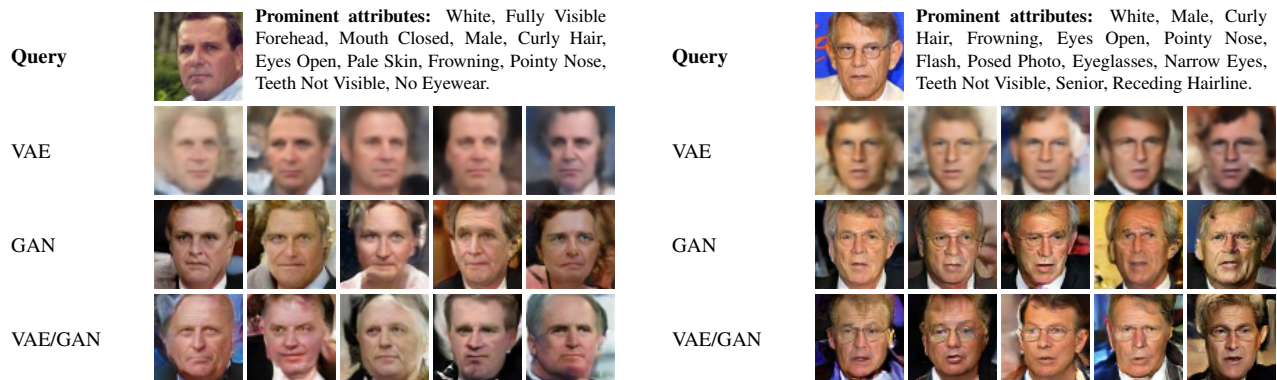 Query
Prominent attributes: White, Fully Visible
Forehead, Mouth Closed, Male, Curly Hair,
Eyes Open, Pale Skin, Frowning, Pointy Nose,
Teeth Not Visible, No Eyewear.
VAE
GAN
VAE/GAN
Query
Prominent attributes: White, Male, Curly
Hair, Frowning, Eyes Open, Pointy Nose,
Flash, Posed Photo, Eyeglasses, Narrow Eyes,
Teeth Not Visible, Senior, Receding Hairline.
VAE
GAN
VAE/GAN